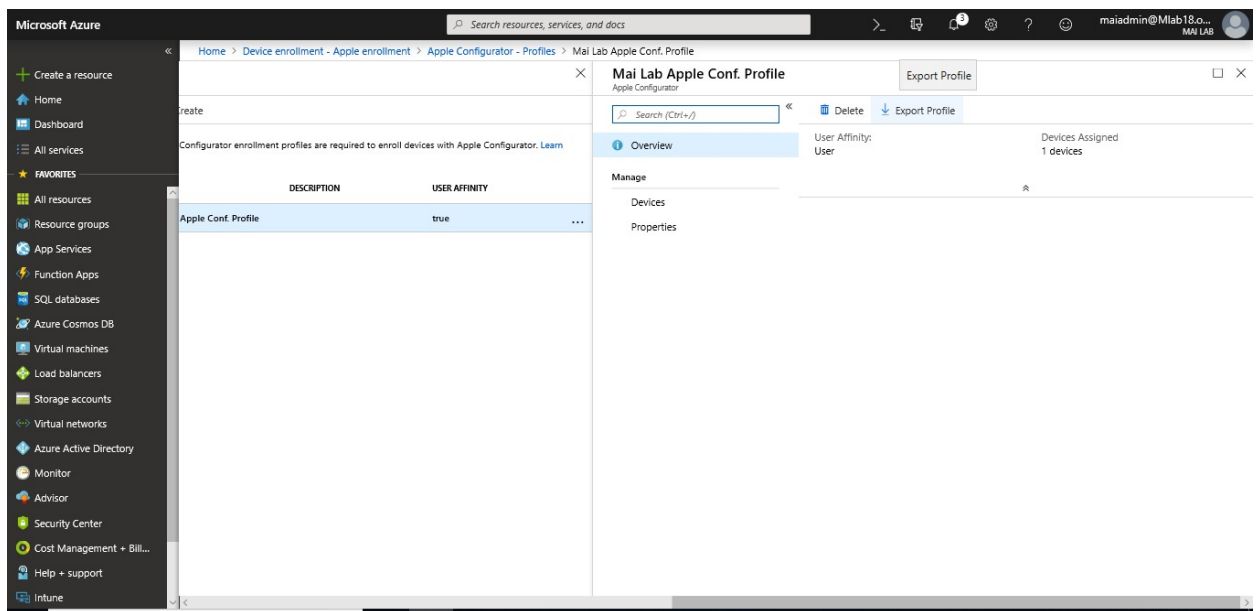 Microsoft Azure
Search resources, services, and docs
3
maiadmin@Mlab18.o...
MAI LAB
Home > Device enrollment - Apple enrollment > Apple Configurator - Profiles > Mai Lab Apple Conf. Profile
Create a resource
Home
Dashboard
All services
FAVORITES
All resources
Resource groups
App Services
Function Apps
SQL databases
Azure Cosmos DB
Virtual machines
Load balancers
Storage accounts
Virtual networks
Azure Active Directory
Monitor
Advisor
Security Center
Cost Management + Bill...
Help + support
Intune
Create
Configurator enrollment profiles are required to enroll devices with Apple Configurator. Learn
DESCRIPTION USER AFFINITY
Apple Conf. Profile true ...
Mai Lab Apple Conf. Profile
Apple Configurator
Export Profile
Search (Ctrl+/)
Overview
Manage
Devices
Properties
Delete Export Profile
User Affinity:
User
Devices Assigned
1 devices